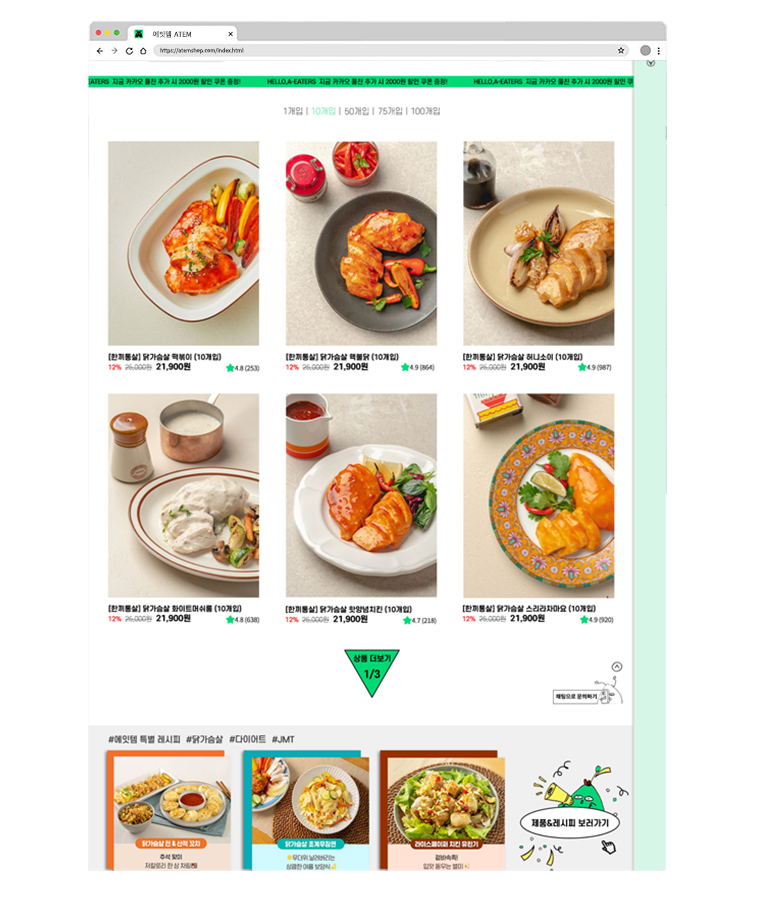 에잇템 ATEM
https://atemshop.com/index.html
EATERS 지금 카카오 플친 추가 시 2000원 할인 쿠폰 증정! HELLO,A-EATERS 지금 카카오 플친 추가 시 2000원 할인 쿠폰 증정! HELLO,A-EATERS 지금 카카오 플친 추가 시 2000원 할인 쿠
1개입 | 10개입 | 50개입 | 75개입 | 100개입
[한끼통살] 닭가슴살 떡볶이 (10개입)
12% 25,000원 21,900원 4.8 (253)
[한끼통살] 닭가슴살 핵불닭 (10개입)
12% 25,000원 21,900원 4.9 (864)
[한끼통살] 닭가슴살 허니소이 (10개입)
12% 25,000원 21,900원 4.9 (987)
[한끼통살] 닭가슴살 화이트머쉬룸 (10개입)
12% 25,000원 21,900원 4.8 (638)
[한끼통살] 닭가슴살 핫양념치킨 (10개입)
12% 25,000원 21,900원 4.7 (218)
[한끼통살] 닭가슴살 스리라차마요 (10개입)
12% 25,000원 21,900원 4.9 (920)
상품 더보기
1/3
채팅으로 문의하기
#에잇템 특별 레시피 #닭가슴살 #다이어트 #JMT
닭가슴살 전 & 산적 꼬치
추석 맞이
저칼로리 한 상 차림
닭가슴살 초계무침면
무더위 날려버리는
상큼한 여름 보양식
라이스페이퍼 치킨 유린기
겉바속촉!
입맛 돋우는 별미
제품&레시피 보러가기